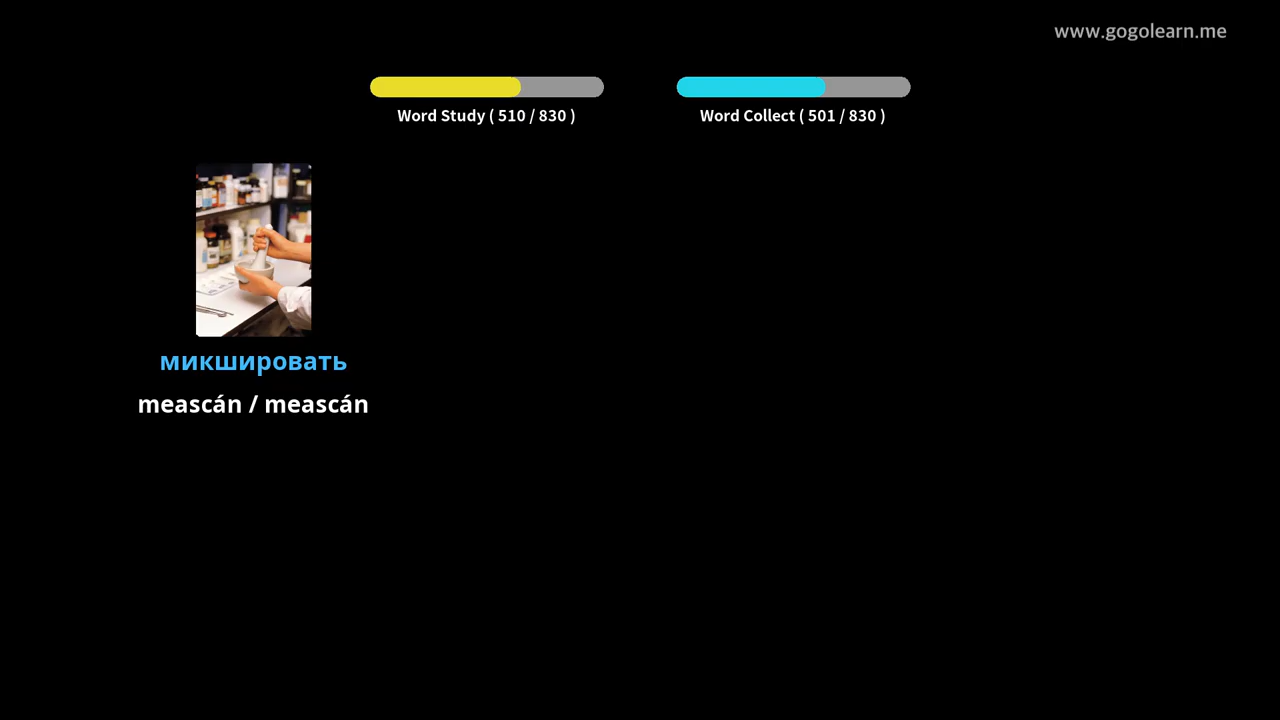 www.gogolearn.me
Word Study ( 510 / 830 )
Word Collect ( 501 / 830 )
микшировать
meascán / meascán